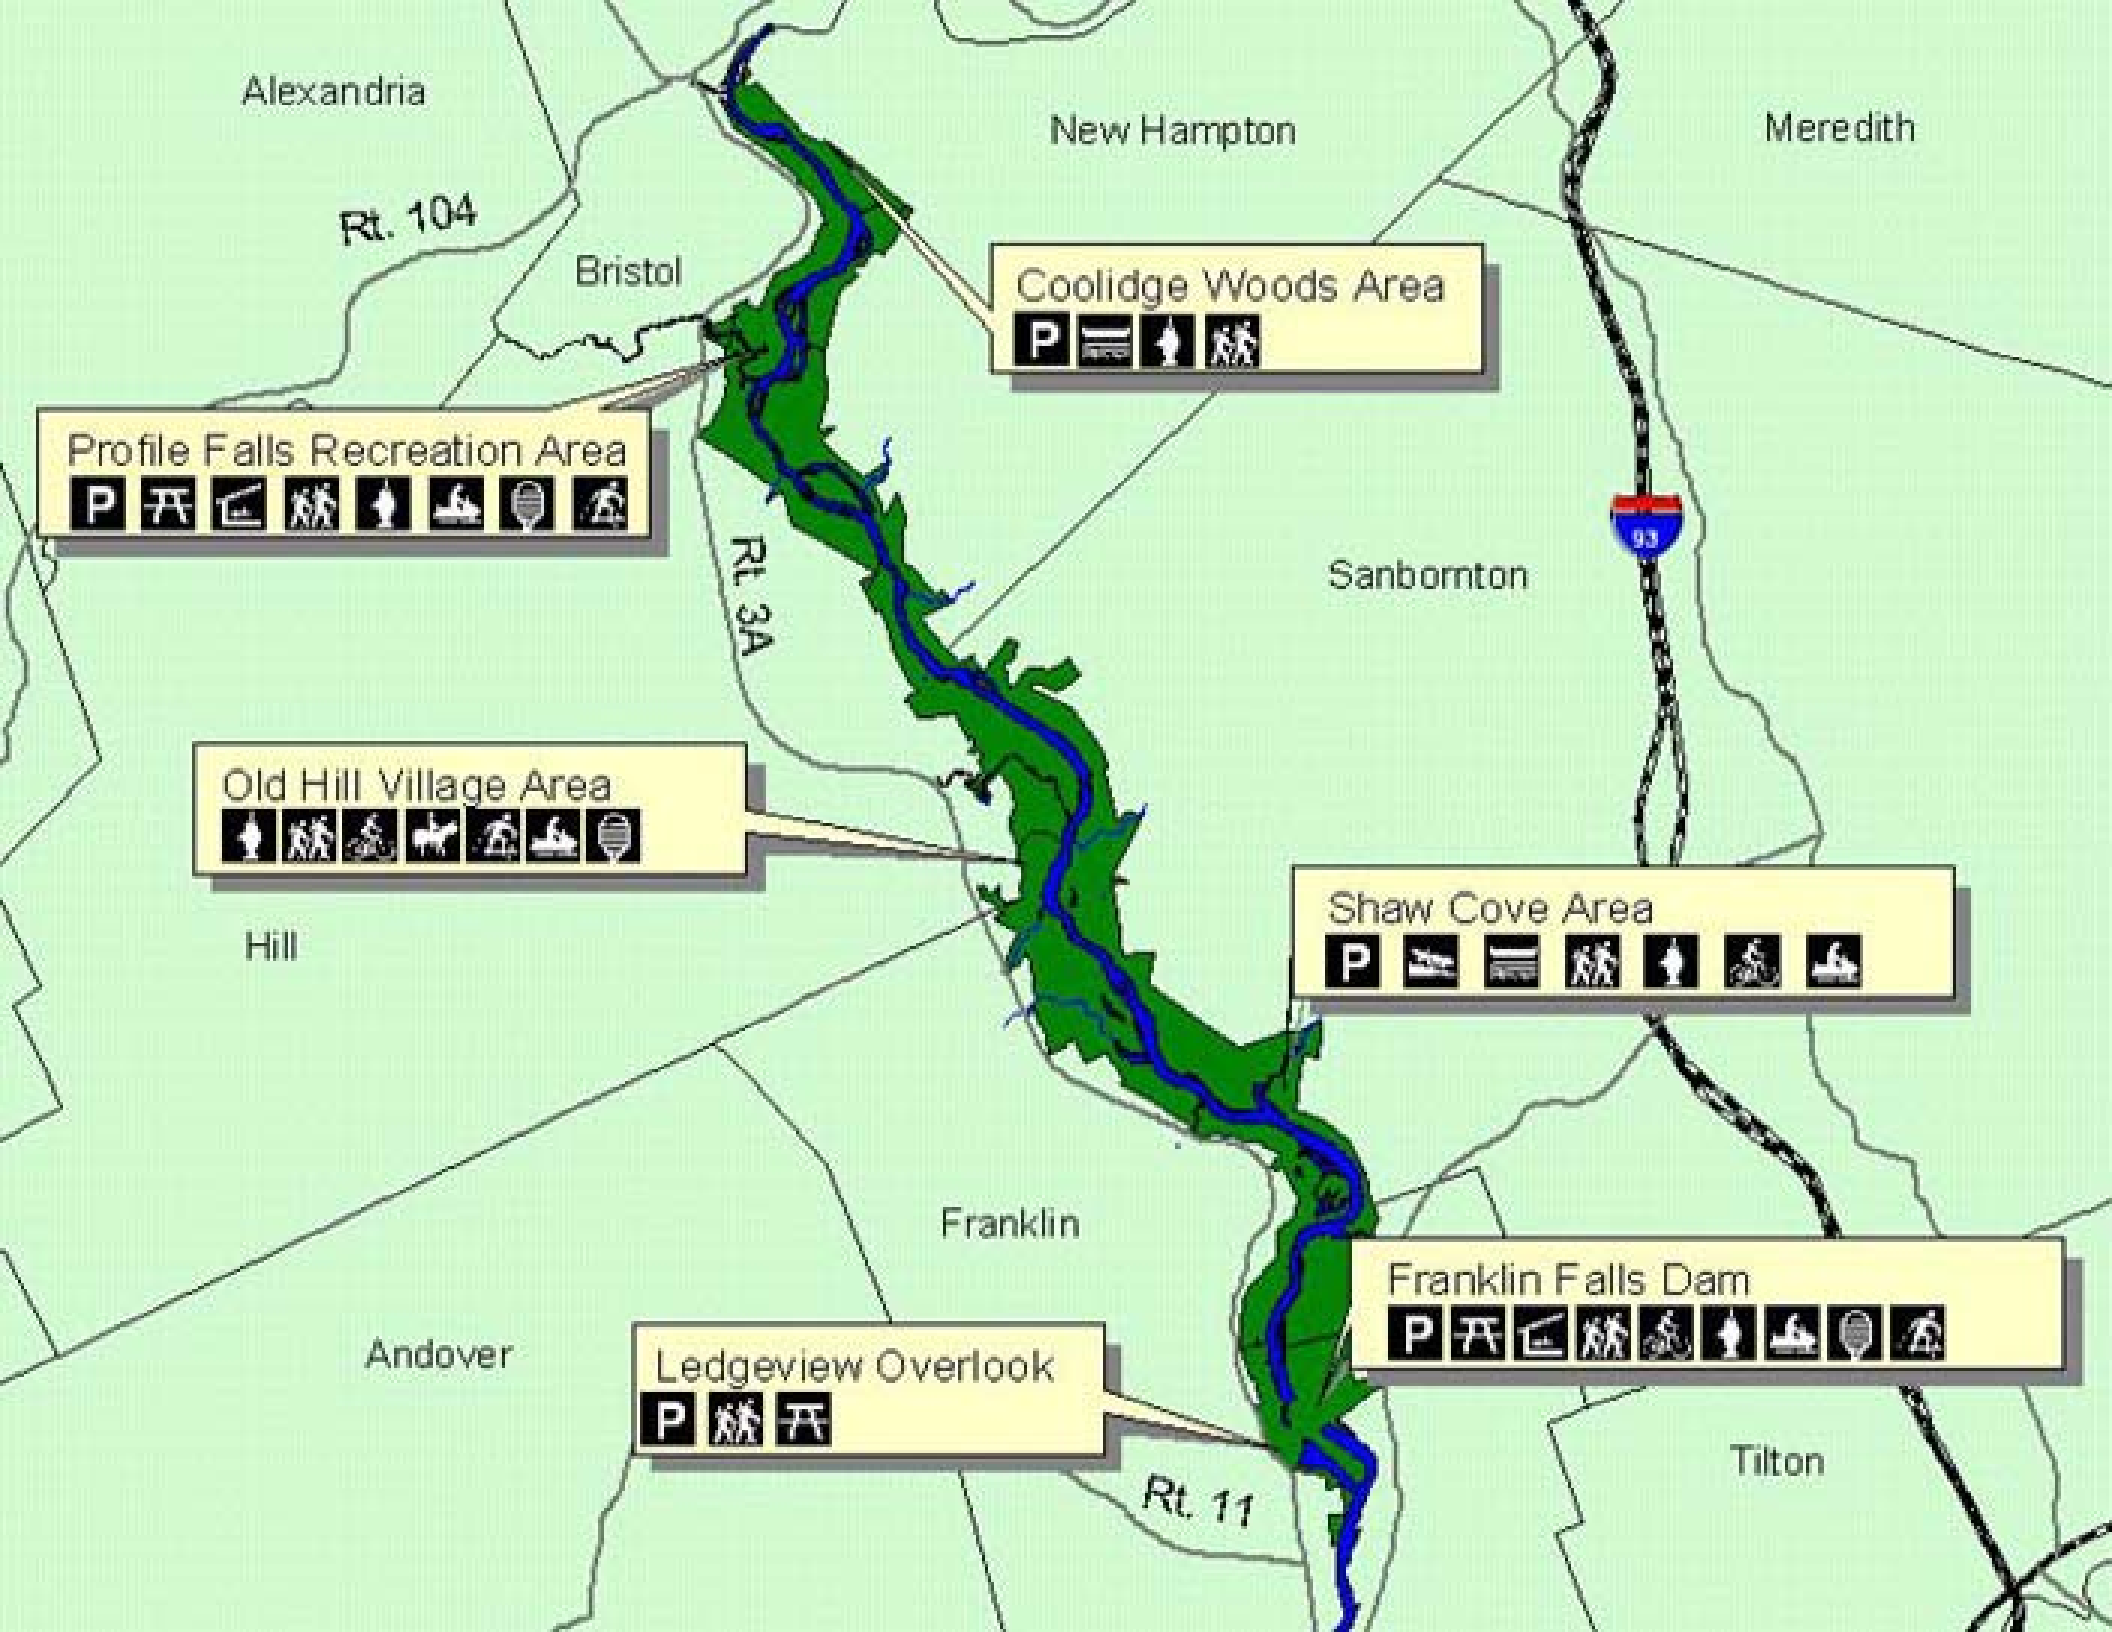 Alexandria
New Hampton
Meredith
Rt. 104
Bristol
Coolidge Woods Area
P
Profile Falls Recreation Area
P
93
Rt. 3A
Sanbornton
Old Hill Village Area
Hill
Shaw Cove Area
P
Franklin
Franklin Falls Dam
P
Andover
Ledgeview Overlook
P
Tilton
Rt. 11